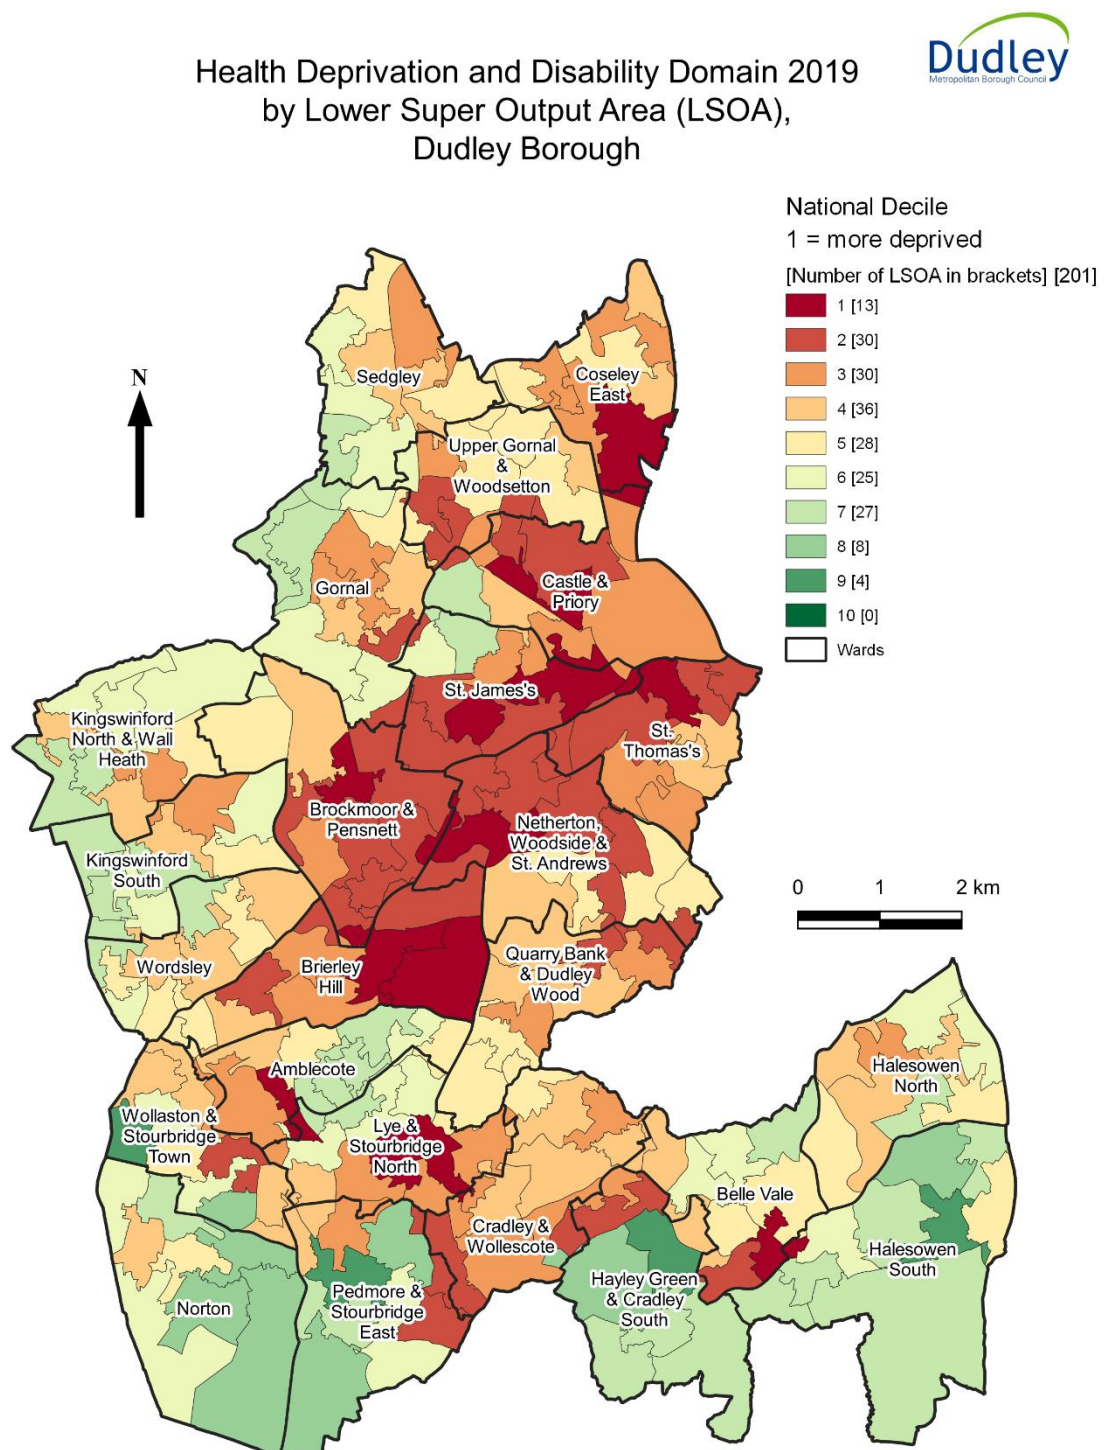 Dudley
Metropolitan Borough Council
Health Deprivation and Disability Domain 2019
by Lower Super Output Area (LSOA),
Dudley Borough
National Decile
1 = more deprived
[Number of LSOA in brackets] [201]
1 [13]
2 [30]
3 [30]
4 [36]
5 [28]
6 [25]
7 [27]
8 [8]
9 [4]
10 [0]
Wards
N
Sedgley
Coseley
East
Upper Gornal
&
Woodsetton
Gornal
Castle &
Priory
St. James's
St.
Thomas's
Kingswinford
North & Wall
Heath
Brockmoor &
Pensnett
Netherton,
Woodside &
St. Andrews
Kingswinford
South
0 1 2 km
Wordsley
Brierley
Hill
Quarry Bank
& Dudley
Wood
Amblecote
Halesowen
North
Wollaston &
Stourbridge
Town
Lye &
Stourbridge
North
Belle Vale
Cradley &
Wollescote
Halesowen
South
Hayley Green
& Cradley
South
Norton
Pedmore &
Stourbridge
East